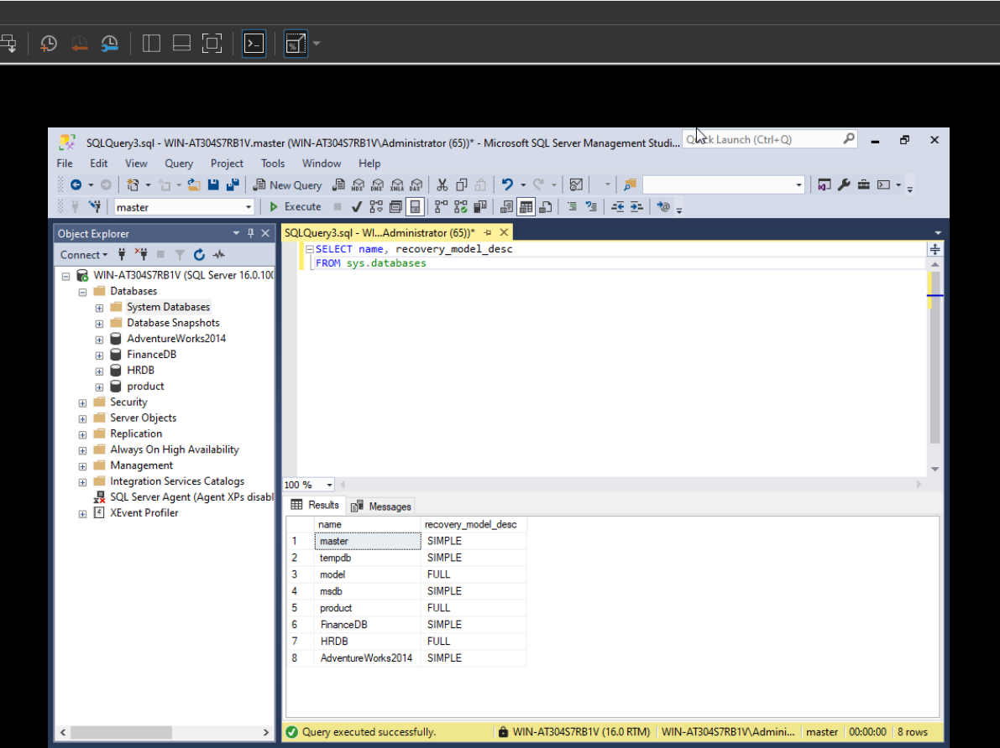 SQLQuery3.sql - WIN-AT304S7RB1V.master (WIN-AT304S7RB1V\Administrator (65))* - Microsoft SQL Server Management Studi...
Launch (Ctrl+Q)
File Edit View Query Project Tools Window Help
New Query
MDX DMX XMLA DAX
master
Execute
Object Explorer
SQLQuery3.sql - WI...Administrator (65))*
Connect
WIN-AT304S7RB1V (SQL Server 16.0.100
Databases
System Databases
Database Snapshots
AdventureWorks2014
FinanceDB
HRDB
product
Security
Server Objects
Replication
Always On High Availability
Management
Integration Services Catalogs
SQL Server Agent (Agent XPs disabl
XEvent Profiler
SELECT name, recovery_model_desc
FROM sys.databases
100 %
Results Messages
name recovery_model_desc
1 master SIMPLE
2 tempdb SIMPLE
3 model FULL
4 msdb SIMPLE
5 product FULL
6 FinanceDB SIMPLE
7 HRDB FULL
8 AdventureWorks2014 SIMPLE
Query executed successfully. WIN-AT304S7RB1V (16.0 RTM) WIN-AT304S7RB1V\Admini... master 00:00:00 8 rows